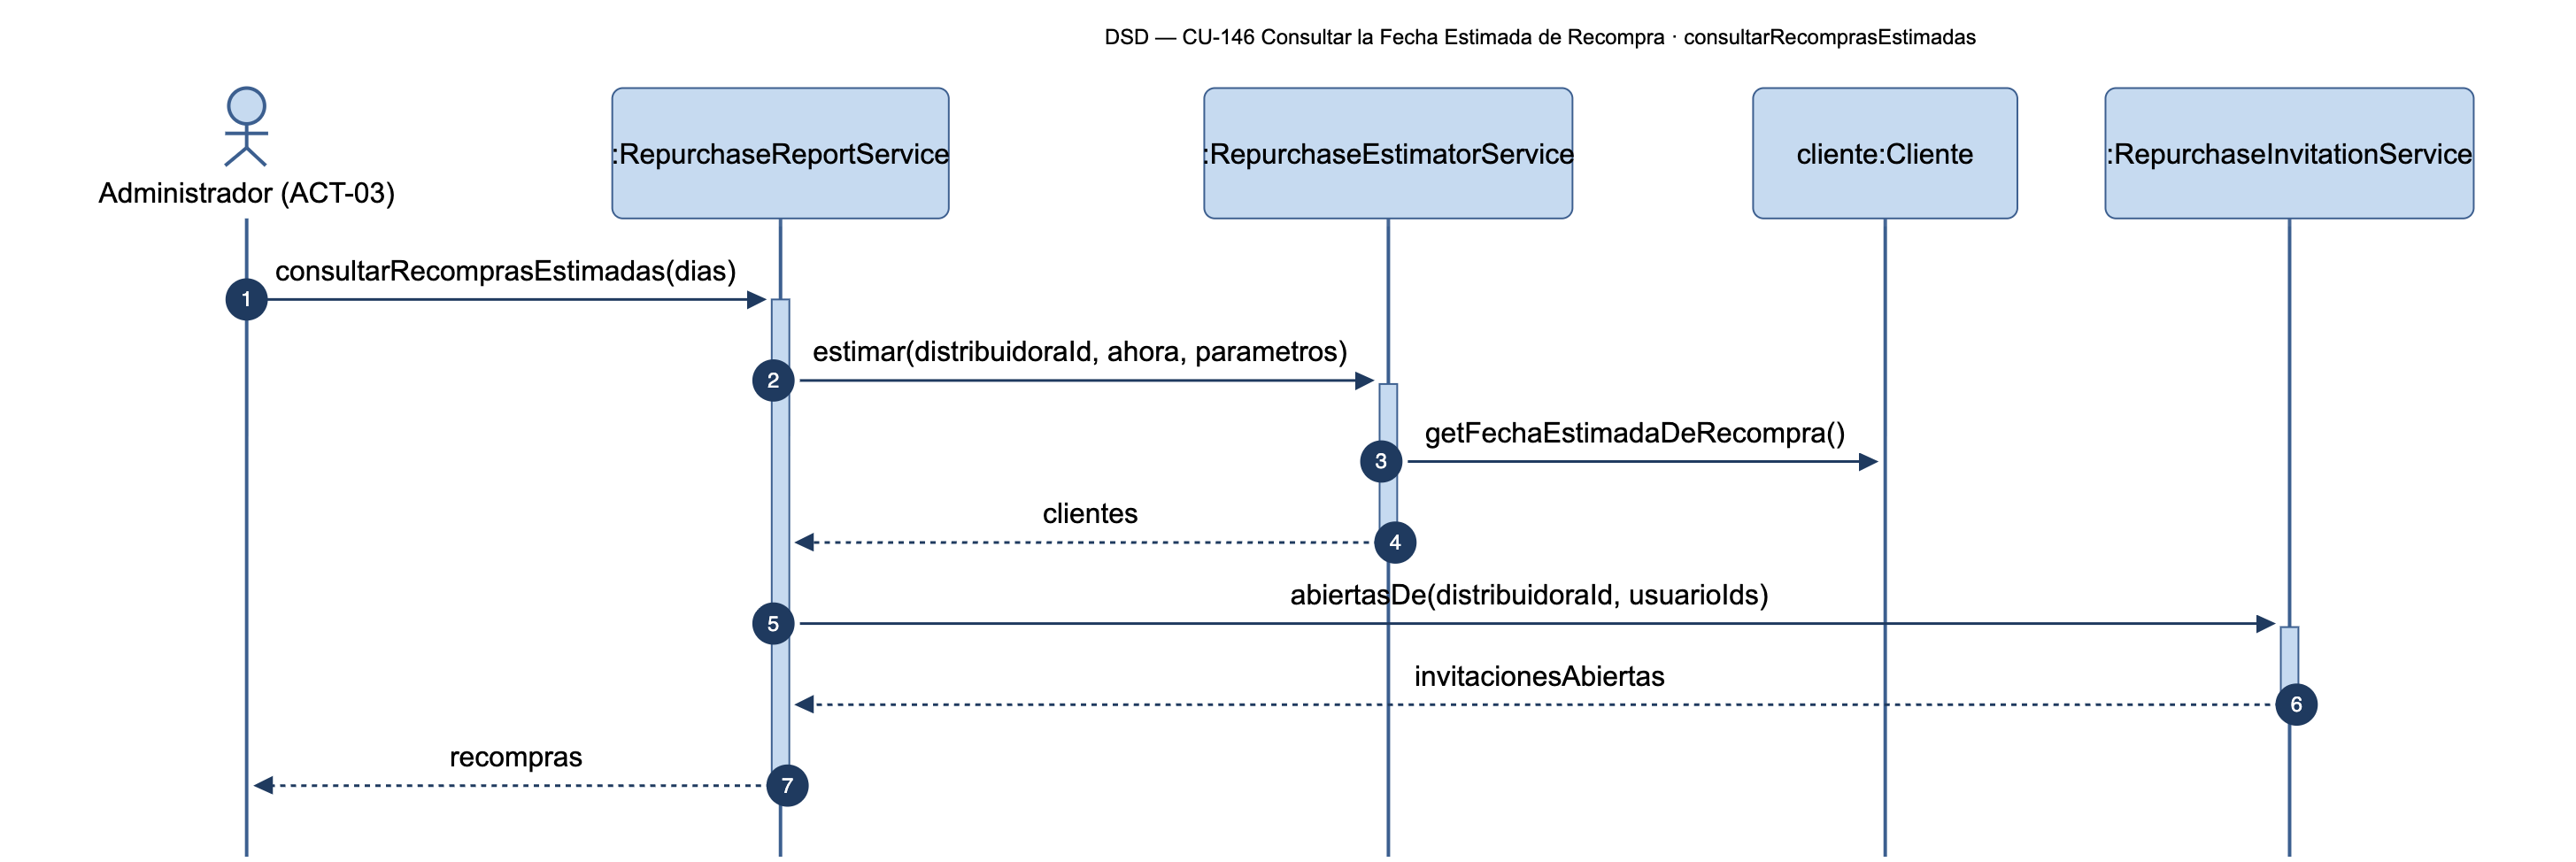 DSD — CU-146 Consultar la Fecha Estimada de Recompra · consultarRecomprasEstimadas
Administrador (ACT-03)
:RepurchaseReportService
:RepurchaseEstimatorService
cliente:Cliente
:RepurchaseInvitationService
consultarRecomprasEstimadas(dias)
1
estimar(distribuidoraId, ahora, parametros)
2
getFechaEstimadaDeRecompra()
3
clientes
4
abiertasDe(distribuidoraId, usuarioIds)
5
invitacionesAbiertas
6
recompras
7